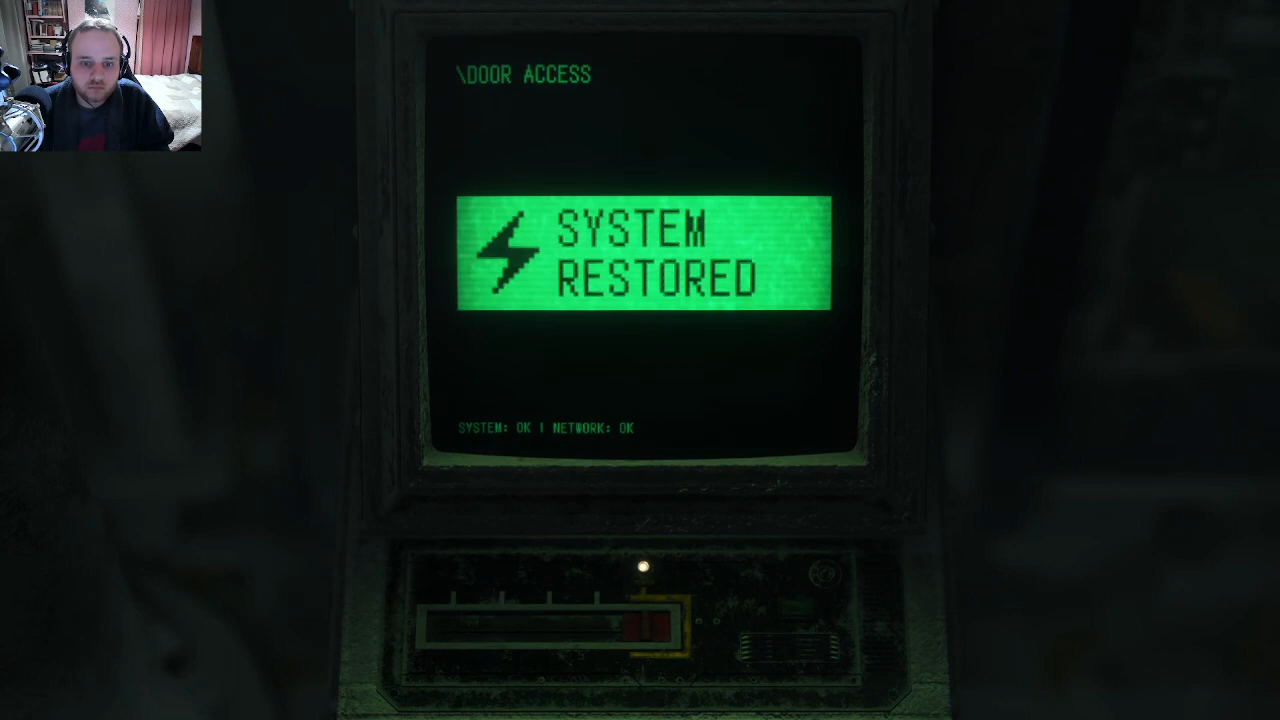 \DOOR ACCESS
SYSTEM
RESTORED
SYSTEM: OK | NETWORK: OK